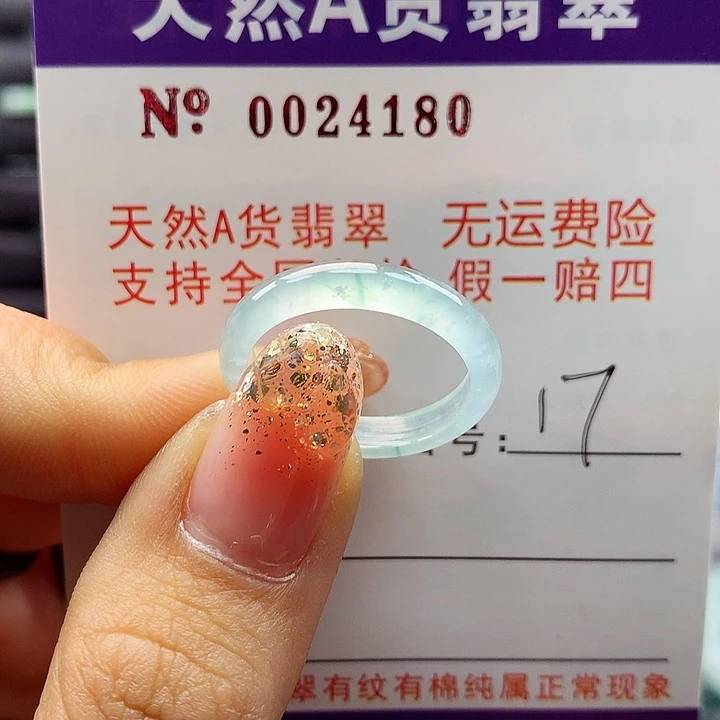 天然A货翡翠
No. 0024180
天然A货翡翠 无运费险
支持全国 假一赔四
号: 17
翠有纹有棉纯属正常现象